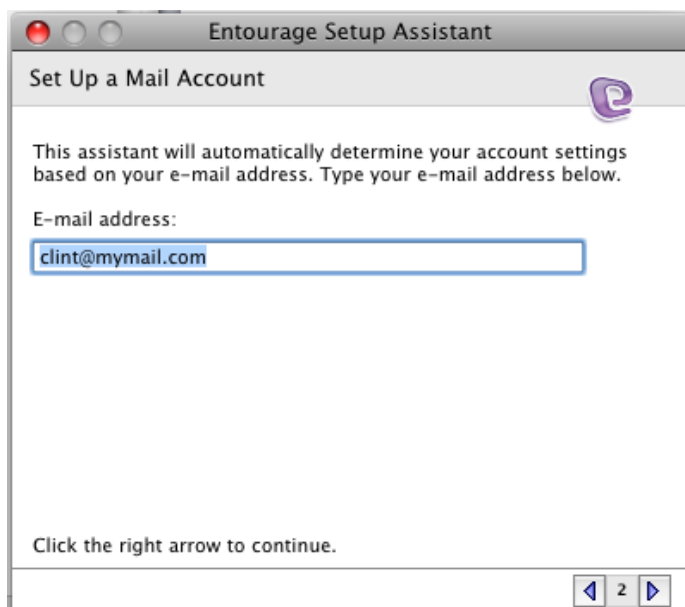 Entourage Setup Assistant
Set Up a Mail Account
This assistant will automatically determine your account settings
based on your e-mail address. Type your e-mail address below.
E-mail address:
clint@mymail.com
Click the right arrow to continue.
2